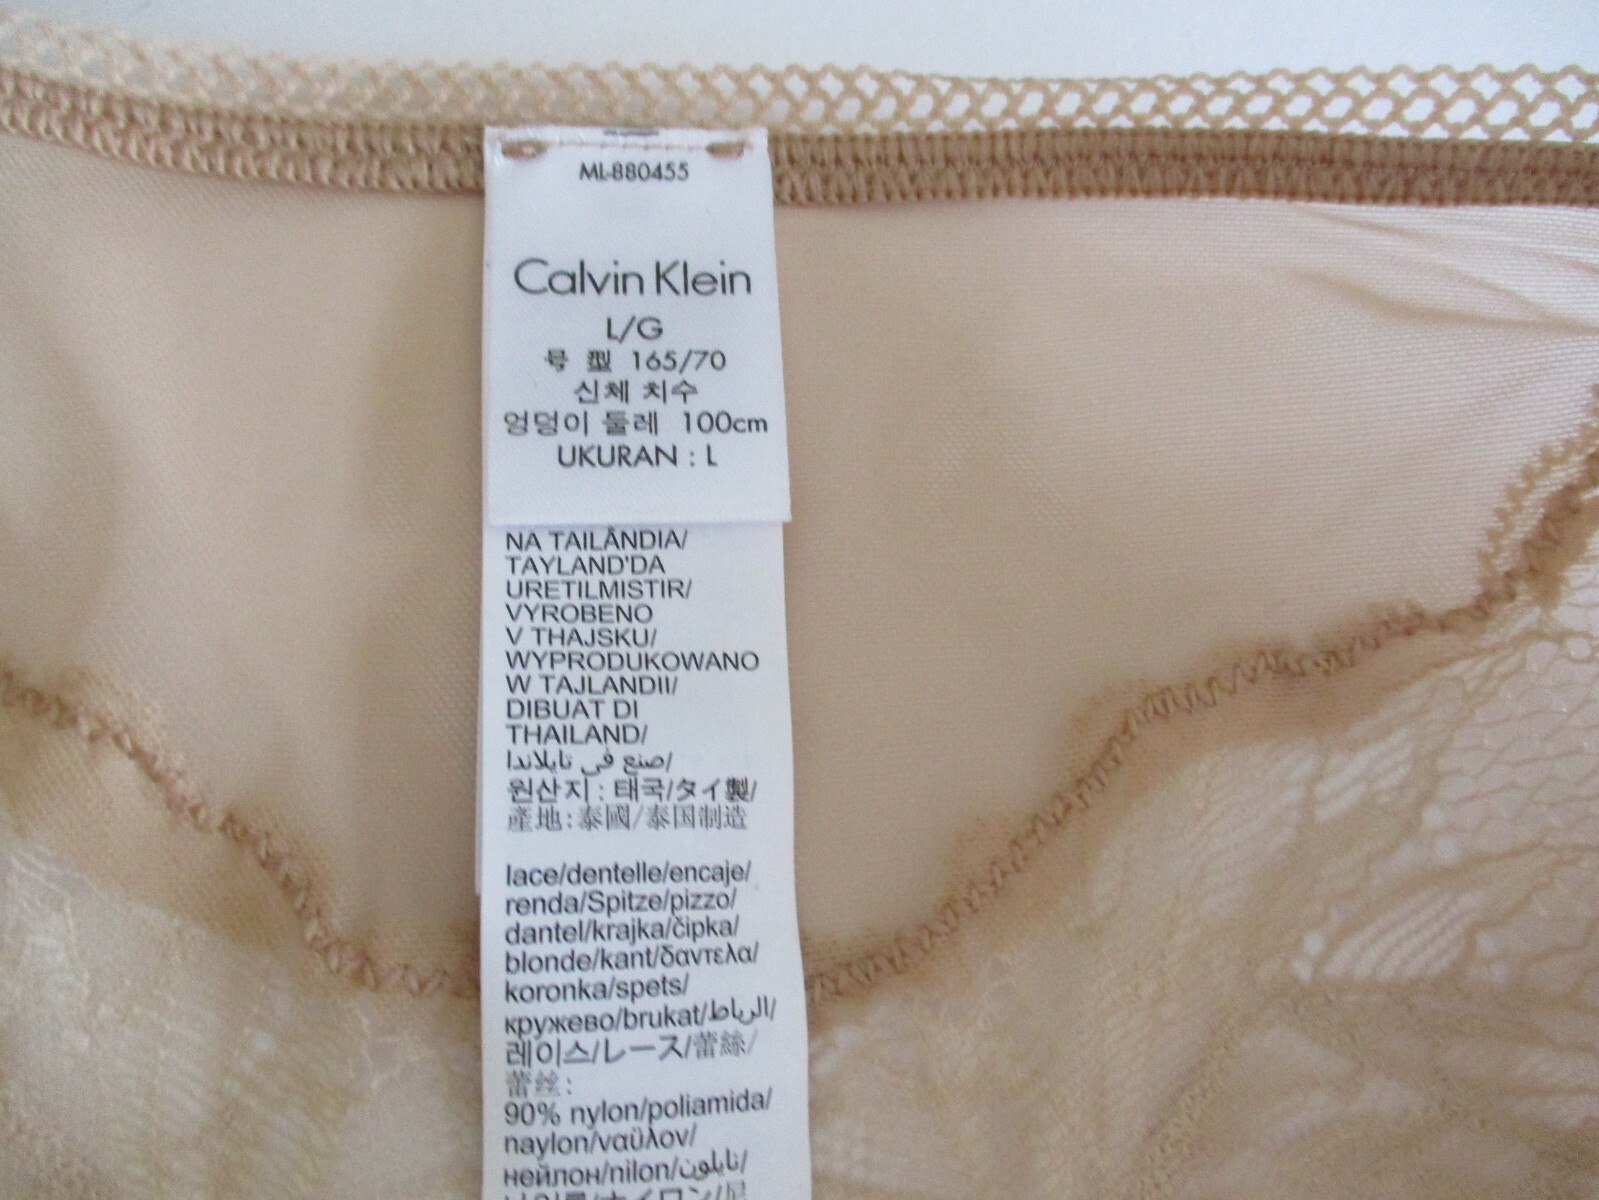 ML-880455
Calvin Klein
L/G
号型 165/70
신체 치수
엉덩이 둘레 100cm
UKURAN : L
NA TAILÂNDIA/
TAYLAND'DA
URETILMISTIR/
VYROBENO
V THAJSKU/
WYPRODUKOWANO
W TAJLANDII/
DIBUAT DI
THAILAND/
صنع في تايلاندا/
원산지 : 태국/タイ製/
産地:泰國/泰国制造
lace/dentelle/encaje/
renda/Spitze/pizzo/
dantel/krajka/čipka/
blonde/kant/δαντελα/
koronka/spets/
кружево/brukat/الرباط/
레이스/レース/蕾絲/
蕾丝:
90% nylon/poliamida/
naylon/ναϋλον/
нейлон/nilon/نايلون/